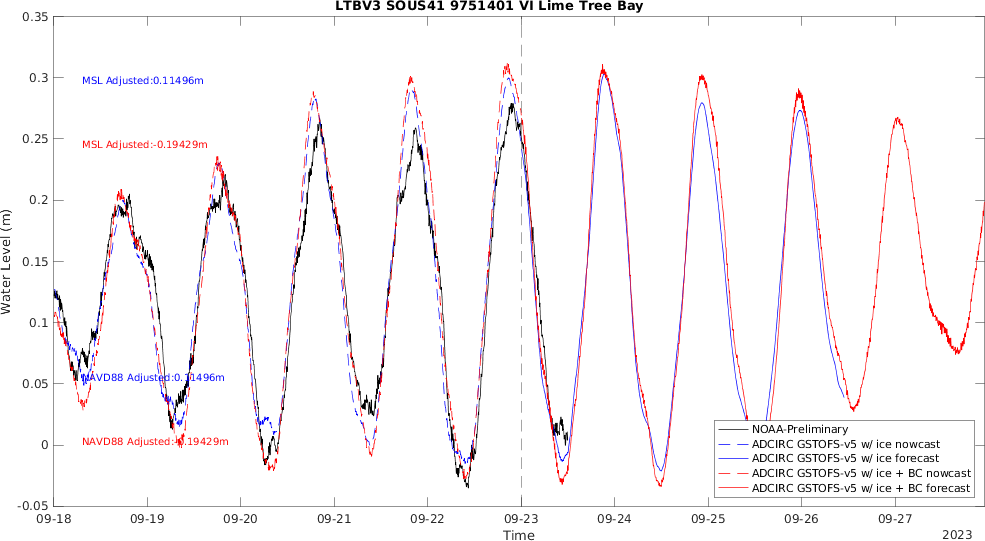 LTBV3 SOUS41 9751401 VI Lime Tree Bay
0.35
0.3
0.25
0.2
0.15
0.1
0.05
0
-0.05
Water Level (m)
MSL Adjusted:0.11496m
MSL Adjusted:-0.19429m
NAVD88 Adjusted:0.11496m
NAVD88 Adjusted:-0.19429m
NOAA-Preliminary
ADCIRC GSTOFS-v5 w/ ice nowcast
ADCIRC GSTOFS-v5 w/ ice forecast
ADCIRC GSTOFS-v5 w/ ice + BC nowcast
ADCIRC GSTOFS-v5 w/ ice + BC forecast
09-18 09-19 09-20 09-21 09-22 09-23 09-24 09-25 09-26 09-27
Time
2023